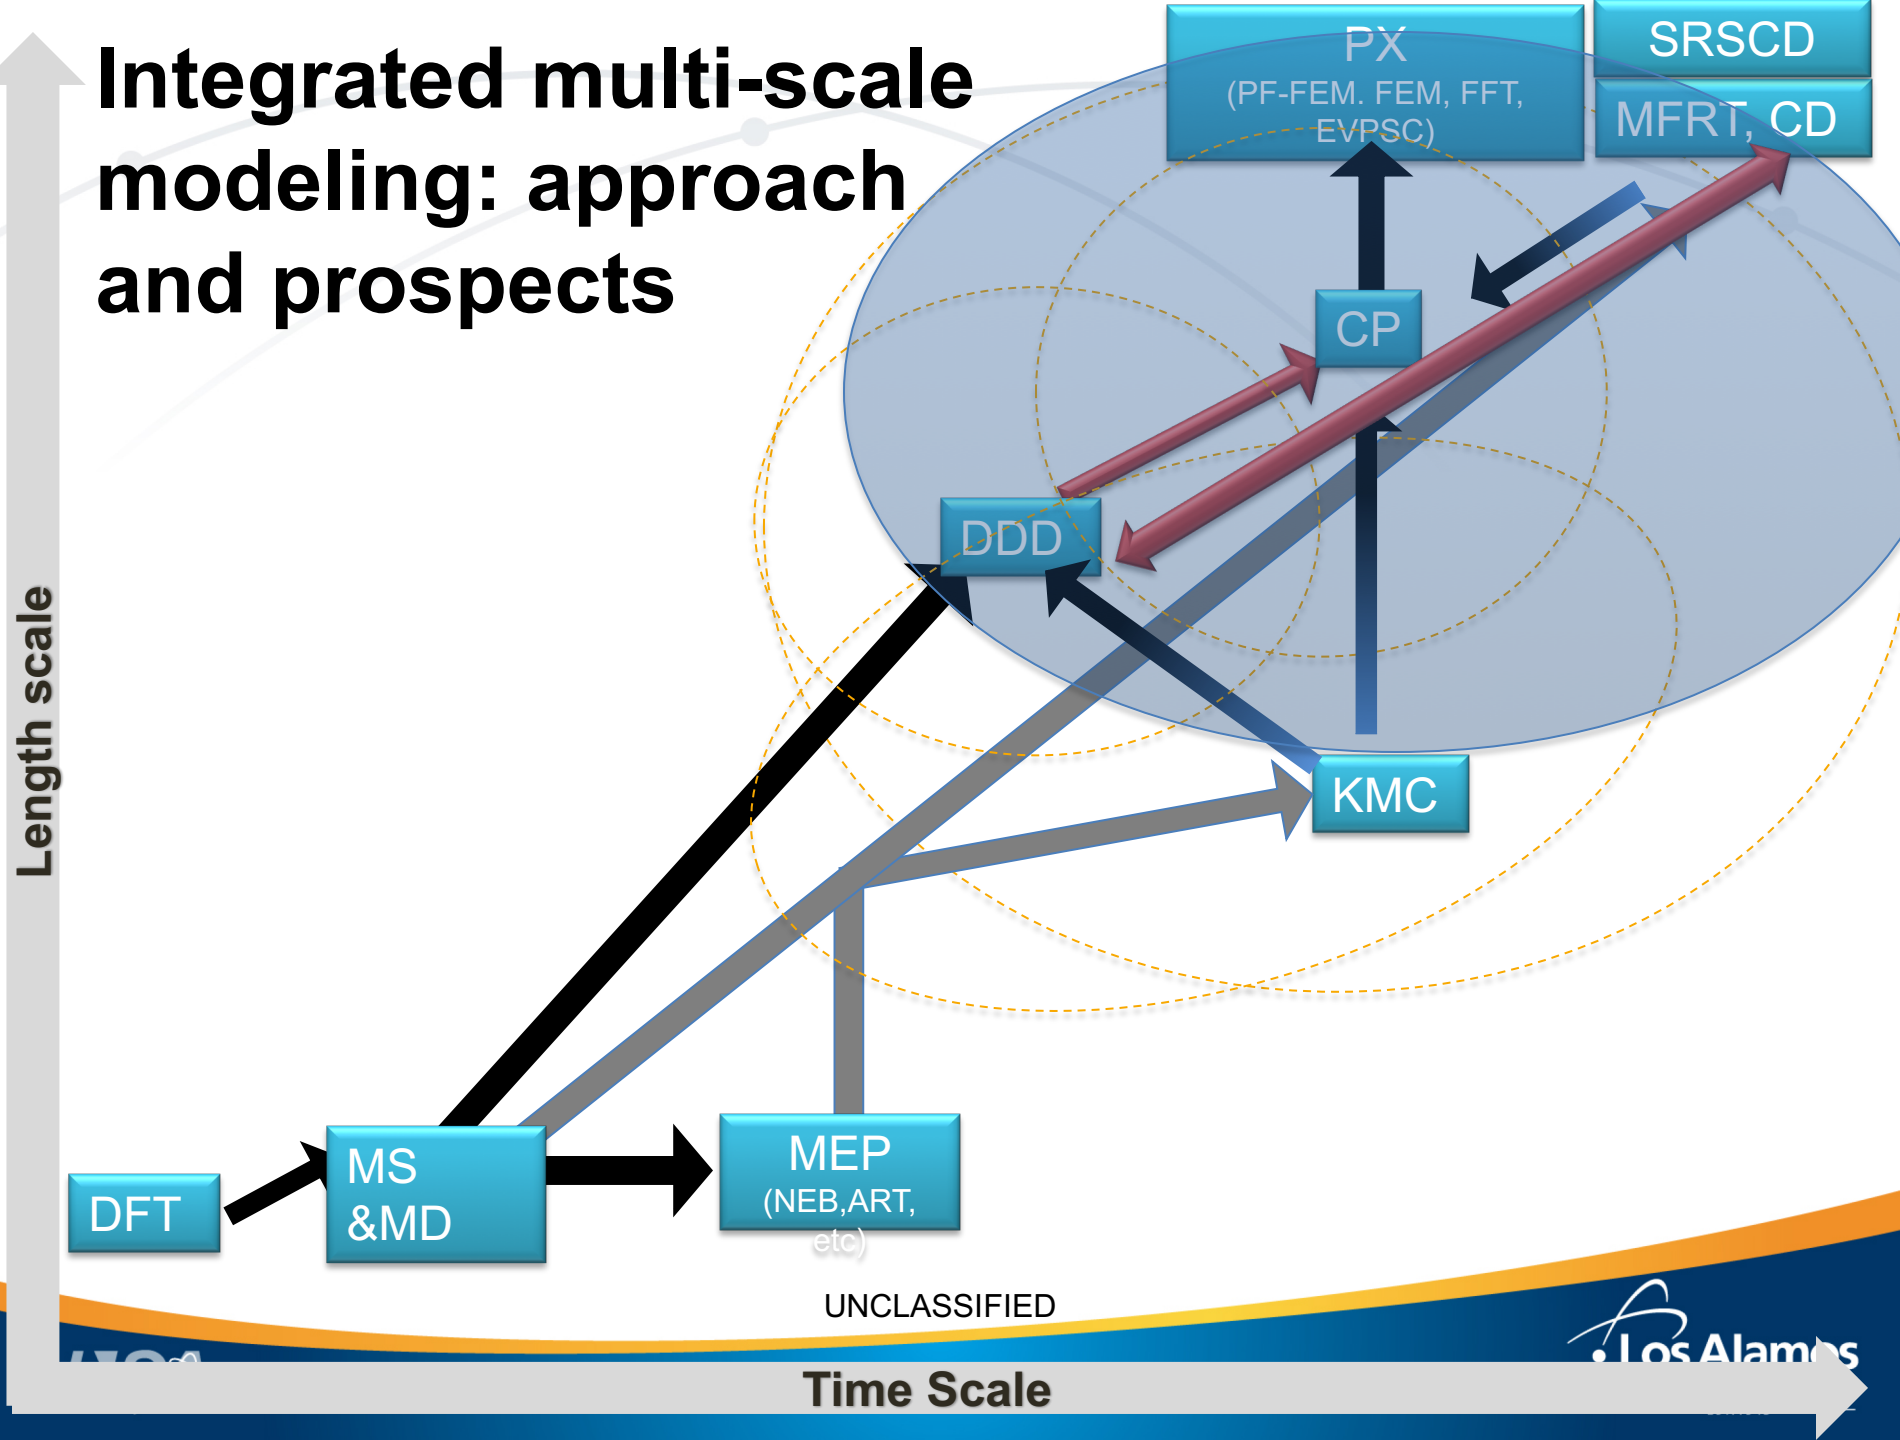 Integrated multi-scale
modeling: approach
and prospects
PX
(PF-FEM. FEM, FFT,
EVPSC)
SRSCD
MFRT, CD
CP
DDD
KMC
Length scale
MEP
(NEB,ART,
etc)
MS
&MD
DFT
UNCLASSIFIED
Los Alamos
Time Scale